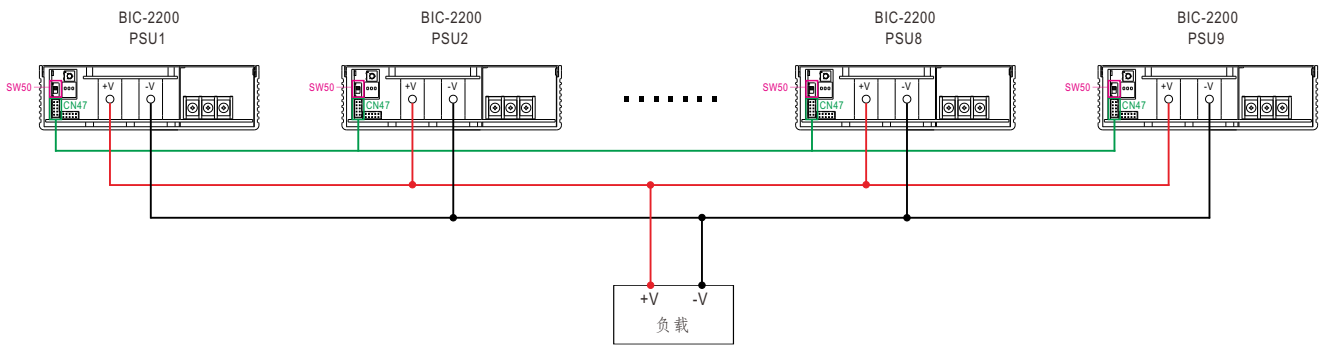 BIC-2200
PSU1
BIC-2200
PSU2
BIC-2200
PSU8
BIC-2200
PSU9
SW50
CN47
+V
-V
SW50
CN47
+V
-V
SW50
CN47
+V
-V
SW50
CN47
+V
-V
+V
-V
负载